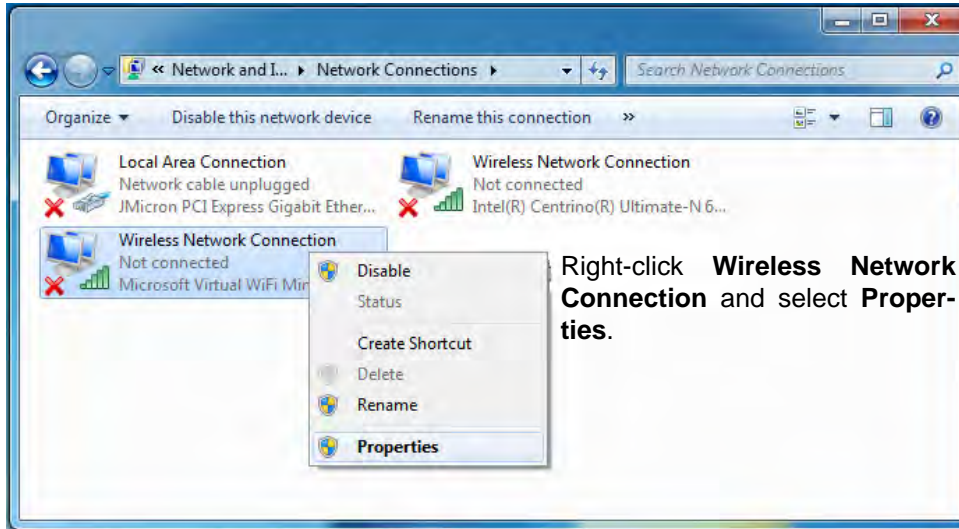 « Network and I... ▸ Network Connections ▸
Search Network Connections
Organize ▾ Disable this network device Rename this connection »
Local Area Connection
Network cable unplugged
JMicron PCI Express Gigabit Ether...
Wireless Network Connection
Not connected
Intel(R) Centrino(R) Ultimate-N 6...
Wireless Network Connection
Not connected
Microsoft Virtual WiFi Min
Disable
Status
Create Shortcut
Delete
Rename
Properties
Right-click Wireless Network
Connection and select Proper-
ties.